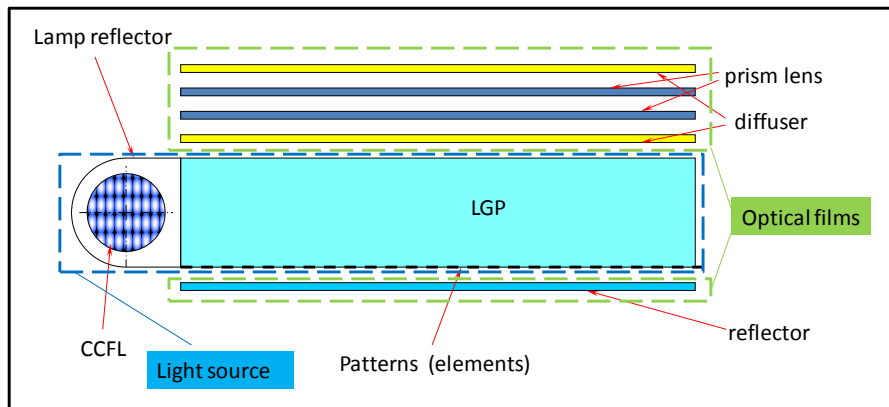 Lamp reflector
prism lens
diffuser
LGP
Optical films
reflector
CCFL
Patterns (elements)
Light source